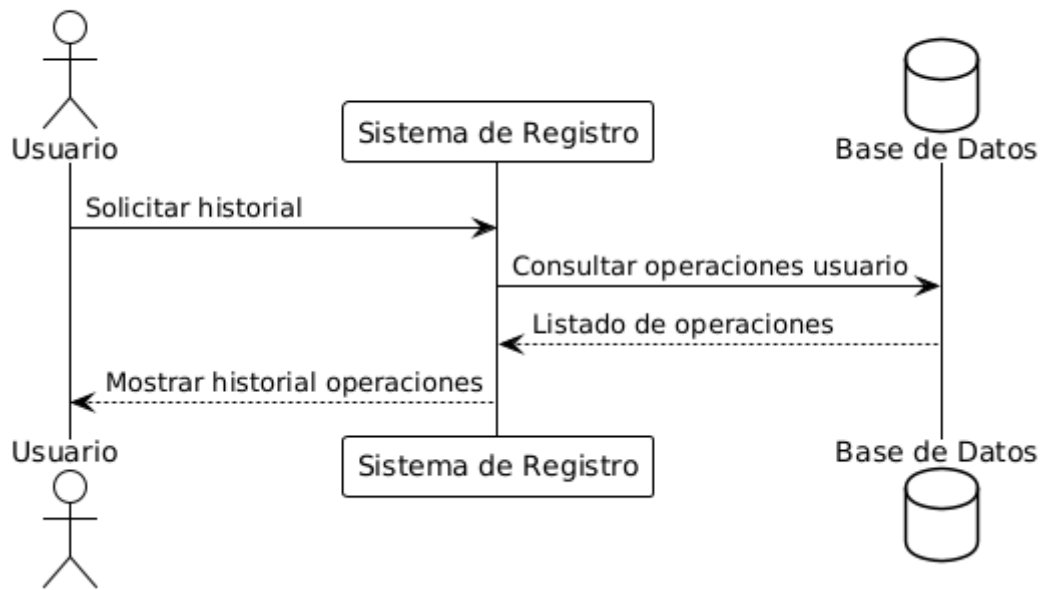 Usuario
Sistema de Registro
Base de Datos
Solicitar historial
Consultar operaciones usuario
Listado de operaciones
Mostrar historial operaciones
Usuario
Sistema de Registro
Base de Datos